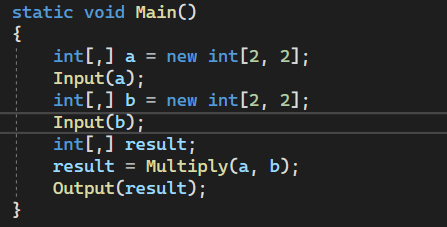 static void Main()
{
    int[,] a = new int[2, 2];
    Input(a);
    int[,] b = new int[2, 2];
    Input(b);
    int[,] result;
    result = Multiply(a, b);
    Output(result);
}